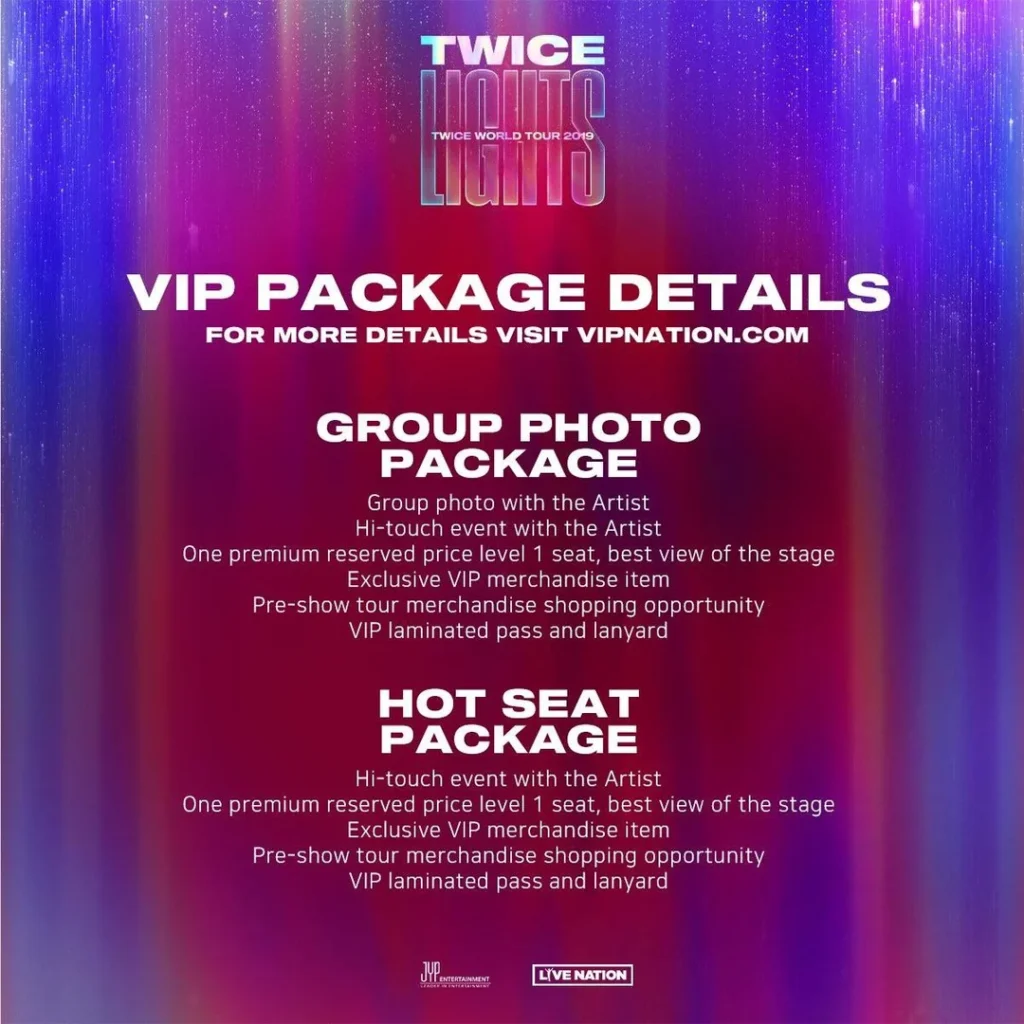 TWICE
LIGHTS
TWICE WORLD TOUR 2019
VIP PACKAGE DETAILS
FOR MORE DETAILS VISIT VIPNATION.COM
GROUP PHOTO
PACKAGE
Group photo with the Artist
Hi-touch event with the Artist
One premium reserved price level 1 seat, best view of the stage
Exclusive VIP merchandise item
Pre-show tour merchandise shopping opportunity
VIP laminated pass and lanyard
HOT SEAT
PACKAGE
Hi-touch event with the Artist
One premium reserved price level 1 seat, best view of the stage
Exclusive VIP merchandise item
Pre-show tour merchandise shopping opportunity
VIP laminated pass and lanyard
JYP ENTERTAINMENT
LEADER IN ENTERTAINMENT
LIVE NATION